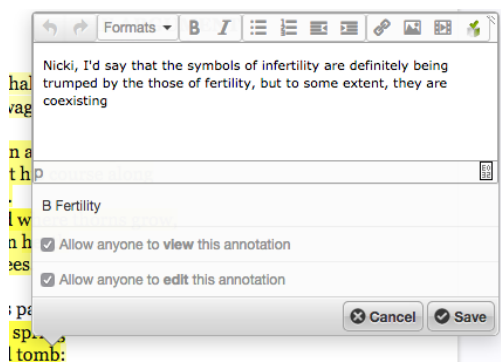 Formats B I
Nicki, I'd say that the symbols of infertility are definitely being
trumped by the those of fertility, but to some extent, they are
coexisting
p
B Fertility
Allow anyone to view this annotation
Allow anyone to edit this annotation
Cancel Save
tomb: